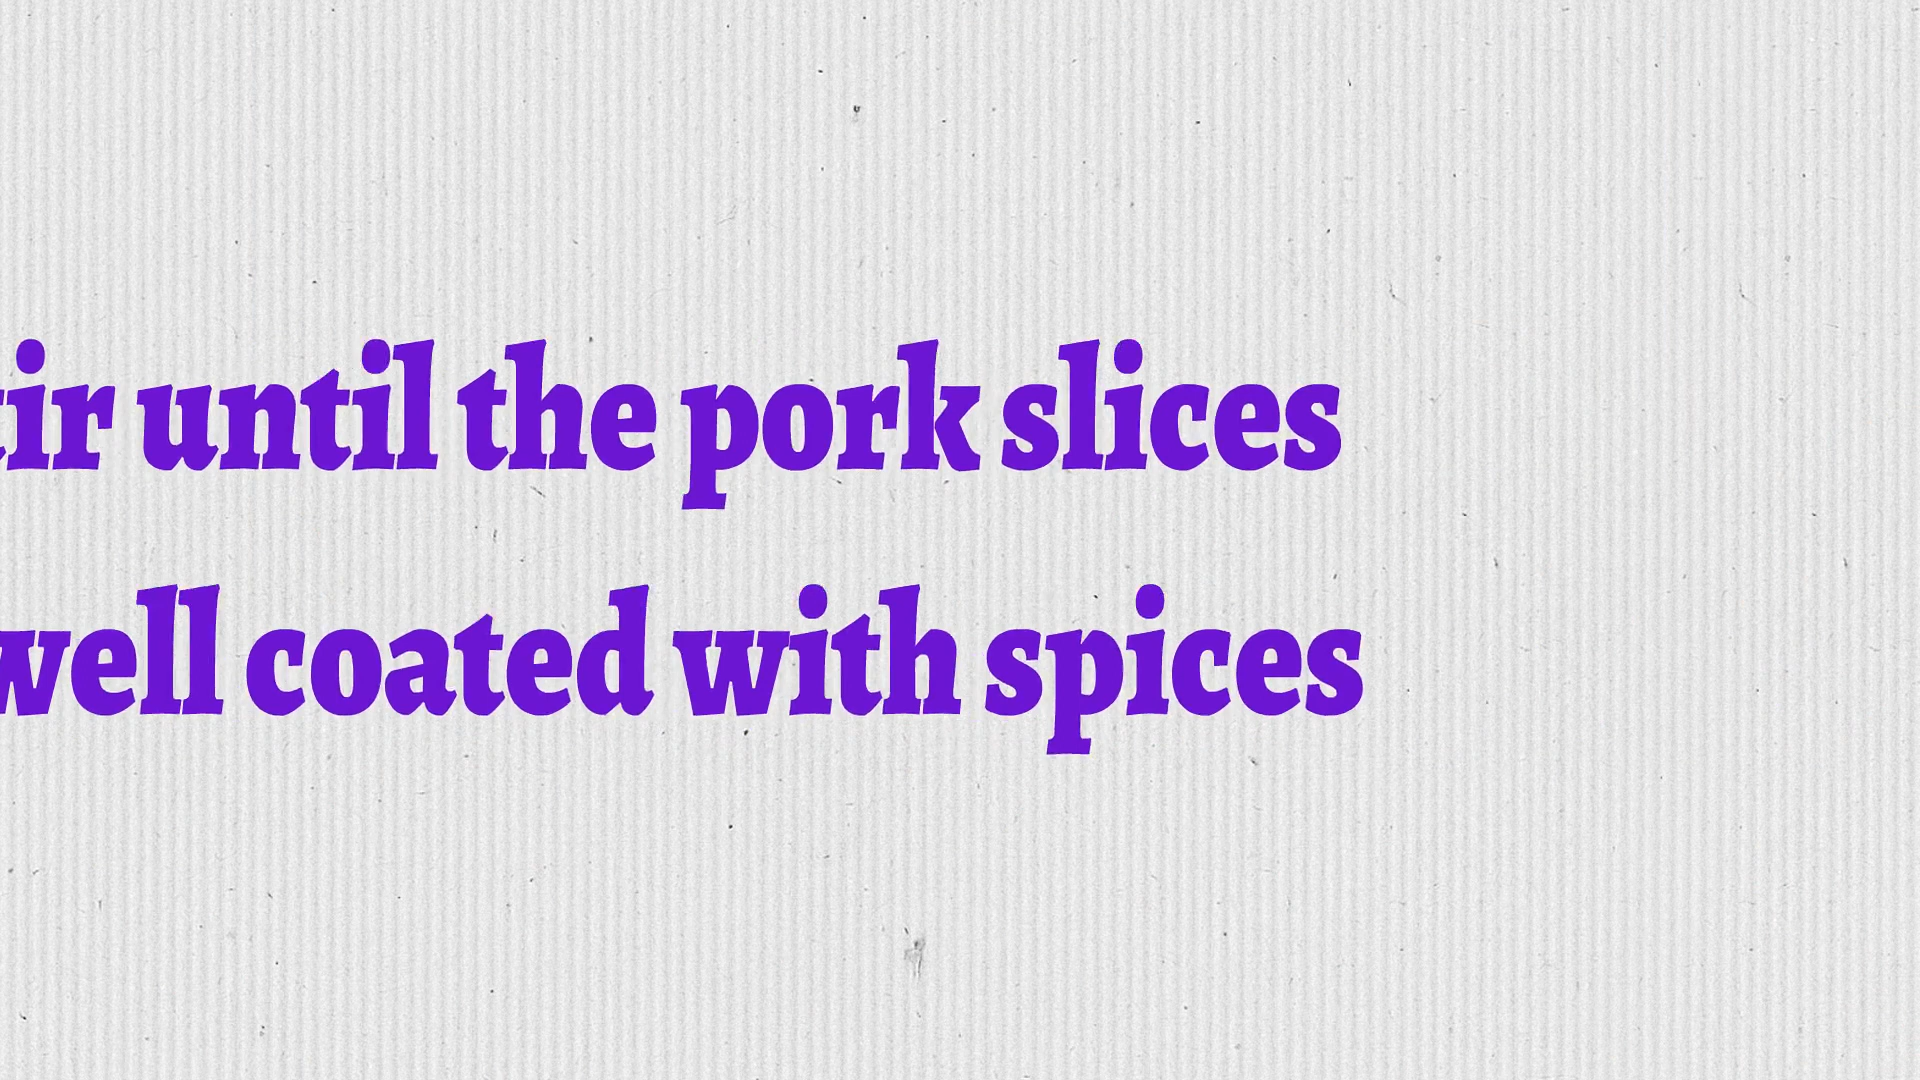 until the pork slices
well coated with spices